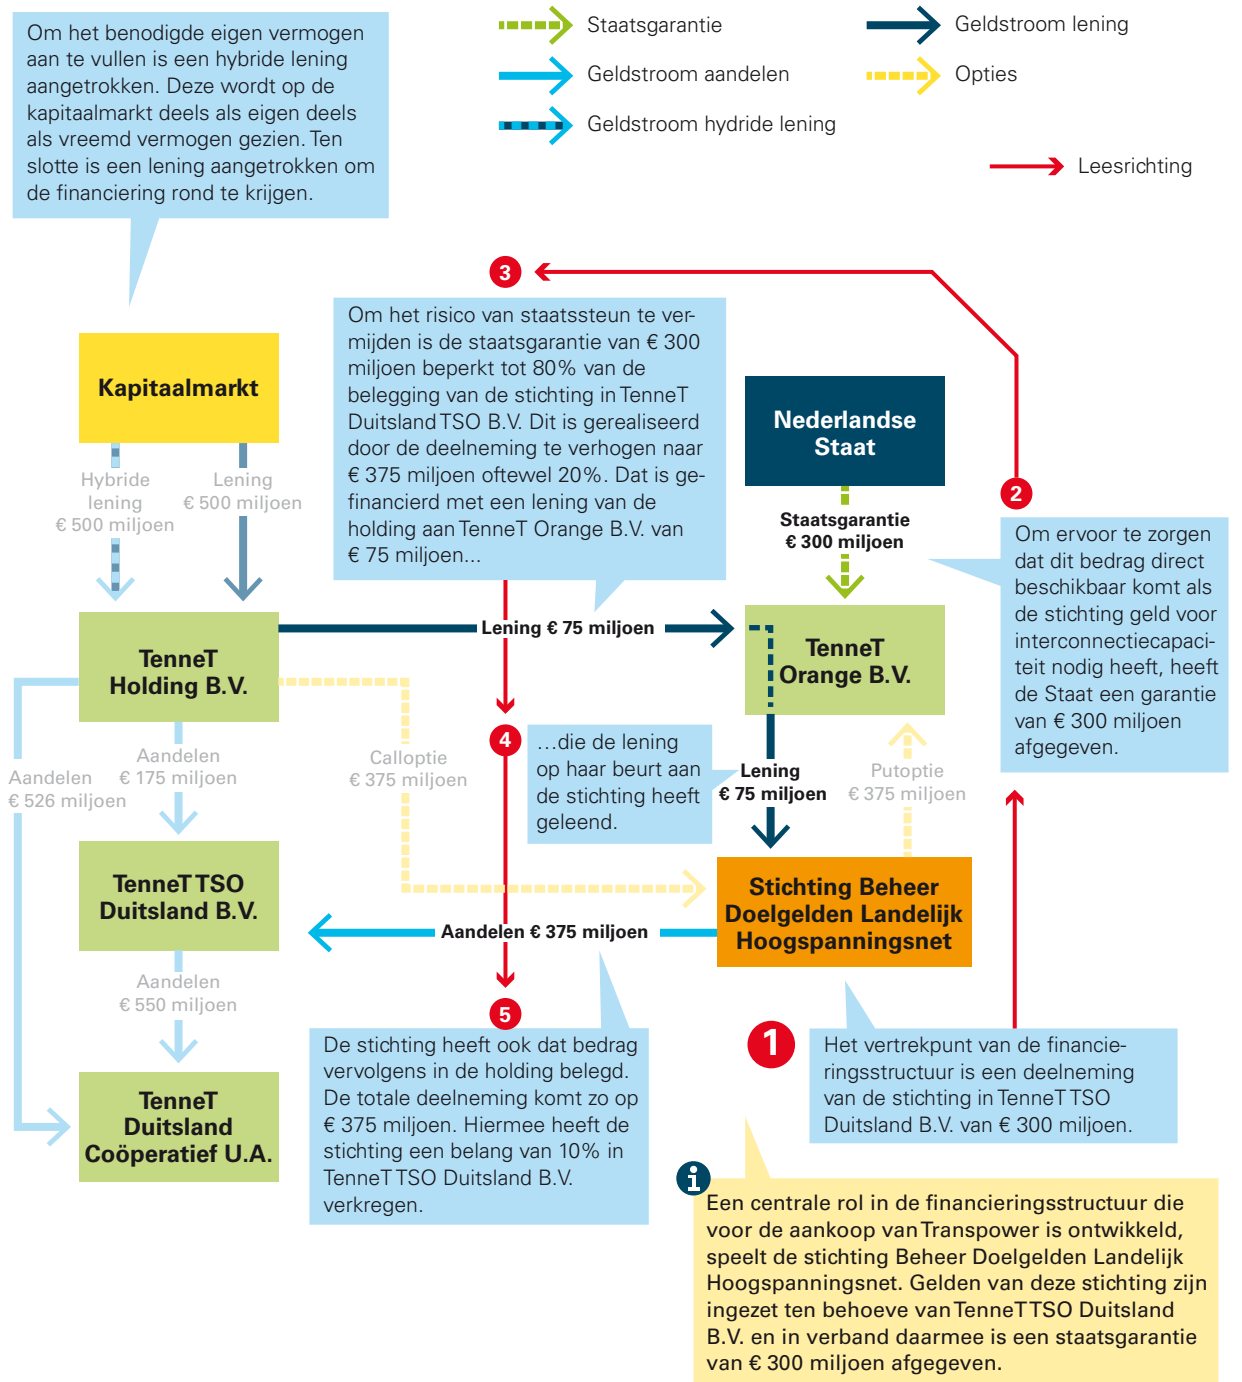 Om het benodigde eigen vermogen
aan te vullen is een hybride lening
aangetrokken. Deze wordt op de
kapitaalmarkt deels als eigen deels
als vreemd vermogen gezien. Ten
slotte is een lening aangetrokken om
de financiering rond te krijgen.
Staatsgarantie
Geldstroom lening
Geldstroom aandelen
Opties
Geldstroom hydride lening
Leesrichting
3
Om het risico van staatssteun te ver-
mijden is de staatsgarantie van € 300
miljoen beperkt tot 80% van de
belegging van de stichting in TenneT
Duitsland TSO B.V. Dit is gerealiseerd
door de deelneming te verhogen naar
€ 375 miljoen oftewel 20%. Dat is ge-
financierd met een lening van de
holding aan TenneT Orange B.V. van
€ 75 miljoen...
Kapitaalmarkt
Nederlandse
Staat
Hybride
lening
€ 500 miljoen
Lening
€ 500 miljoen
Staatsgarantie
€ 300 miljoen
2
Om ervoor te zorgen
dat dit bedrag direct
beschikbaar komt als
de stichting geld voor
interconnectiecapaci-
teit nodig heeft, heeft
de Staat een garantie
van € 300 miljoen
afgegeven.
TenneT
Holding B.V.
Lening € 75 miljoen
TenneT
Orange B.V.
4
…die de lening
op haar beurt aan
de stichting heeft
geleend.
Aandelen
€ 526 miljoen
Aandelen
€ 175 miljoen
Calloptie
€ 375 miljoen
Lening
€ 75 miljoen
Putoptie
€ 375 miljoen
TenneT TSO
Duitsland B.V.
Stichting Beheer
Doelgelden Landelijk
Hoogspanningsnet
Aandelen € 375 miljoen
Aandelen
€ 550 miljoen
5
De stichting heeft ook dat bedrag
vervolgens in de holding belegd.
De totale deelneming komt zo op
€ 375 miljoen. Hiermee heeft de
stichting een belang van 10% in
TenneT TSO Duitsland B.V.
verkregen.
1
Het vertrekpunt van de financie-
ringsstructuur is een deelneming
van de stichting in TenneT TSO
Duitsland B.V. van € 300 miljoen.
TenneT
Duitsland
Coöperatief U.A.
i
Een centrale rol in de financieringsstructuur die
voor de aankoop van Transpower is ontwikkeld,
speelt de stichting Beheer Doelgelden Landelijk
Hoogspanningsnet. Gelden van deze stichting zijn
ingezet ten behoeve van TenneT TSO Duitsland
B.V. en in verband daarmee is een staatsgarantie
van € 300 miljoen afgegeven.